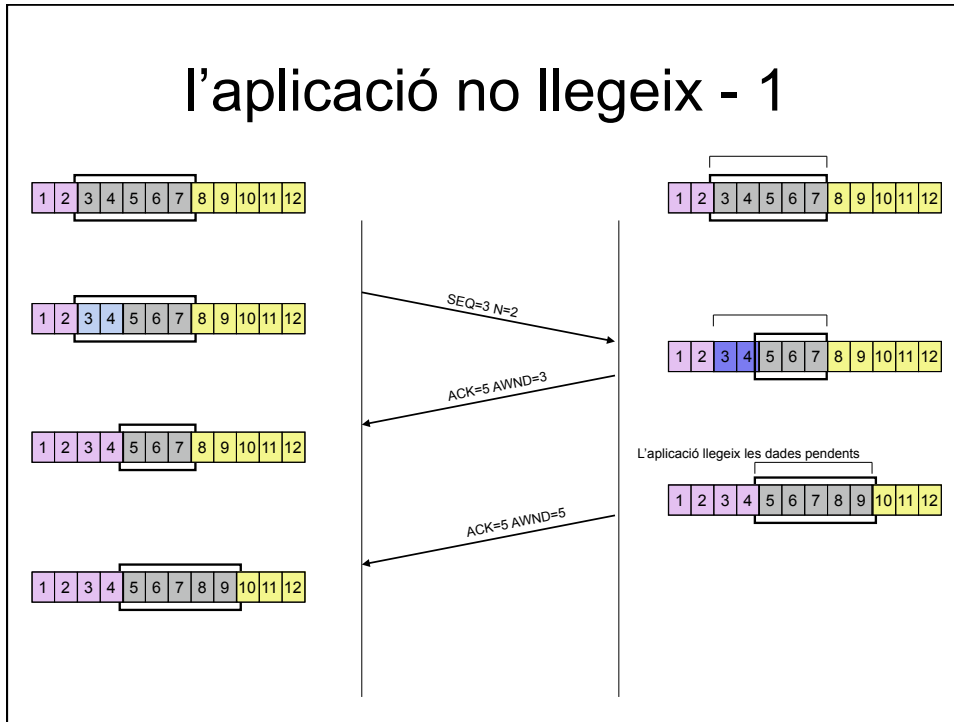 l'aplicació no llegeix - 1
1 2 3 4 5 6 7 8 9 10 11 12
1 2 3 4 5 6 7 8 9 10 11 12
SEQ=3 N=2
1 2 3 4 5 6 7 8 9 10 11 12
1 2 3 4 5 6 7 8 9 10 11 12
ACK=5 AWND=3
1 2 3 4 5 6 7 8 9 10 11 12
L'aplicació llegeix les dades pendents
1 2 3 4 5 6 7 8 9 10 11 12
ACK=5 AWND=5
1 2 3 4 5 6 7 8 9 10 11 12